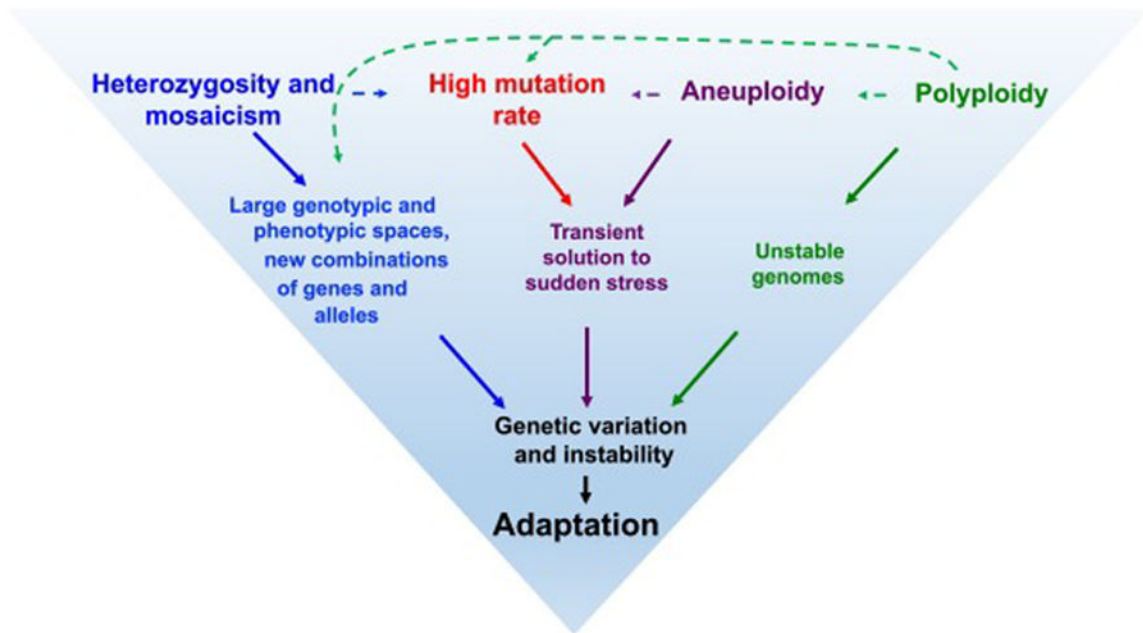 Heterozygosity and
mosaicism
High mutation
rate
Aneuploidy
Polyploidy
Large genotypic and
phenotypic spaces,
new combinations
of genes and
alleles
Transient
solution to
sudden stress
Unstable
genomes
Genetic variation
and instability
Adaptation